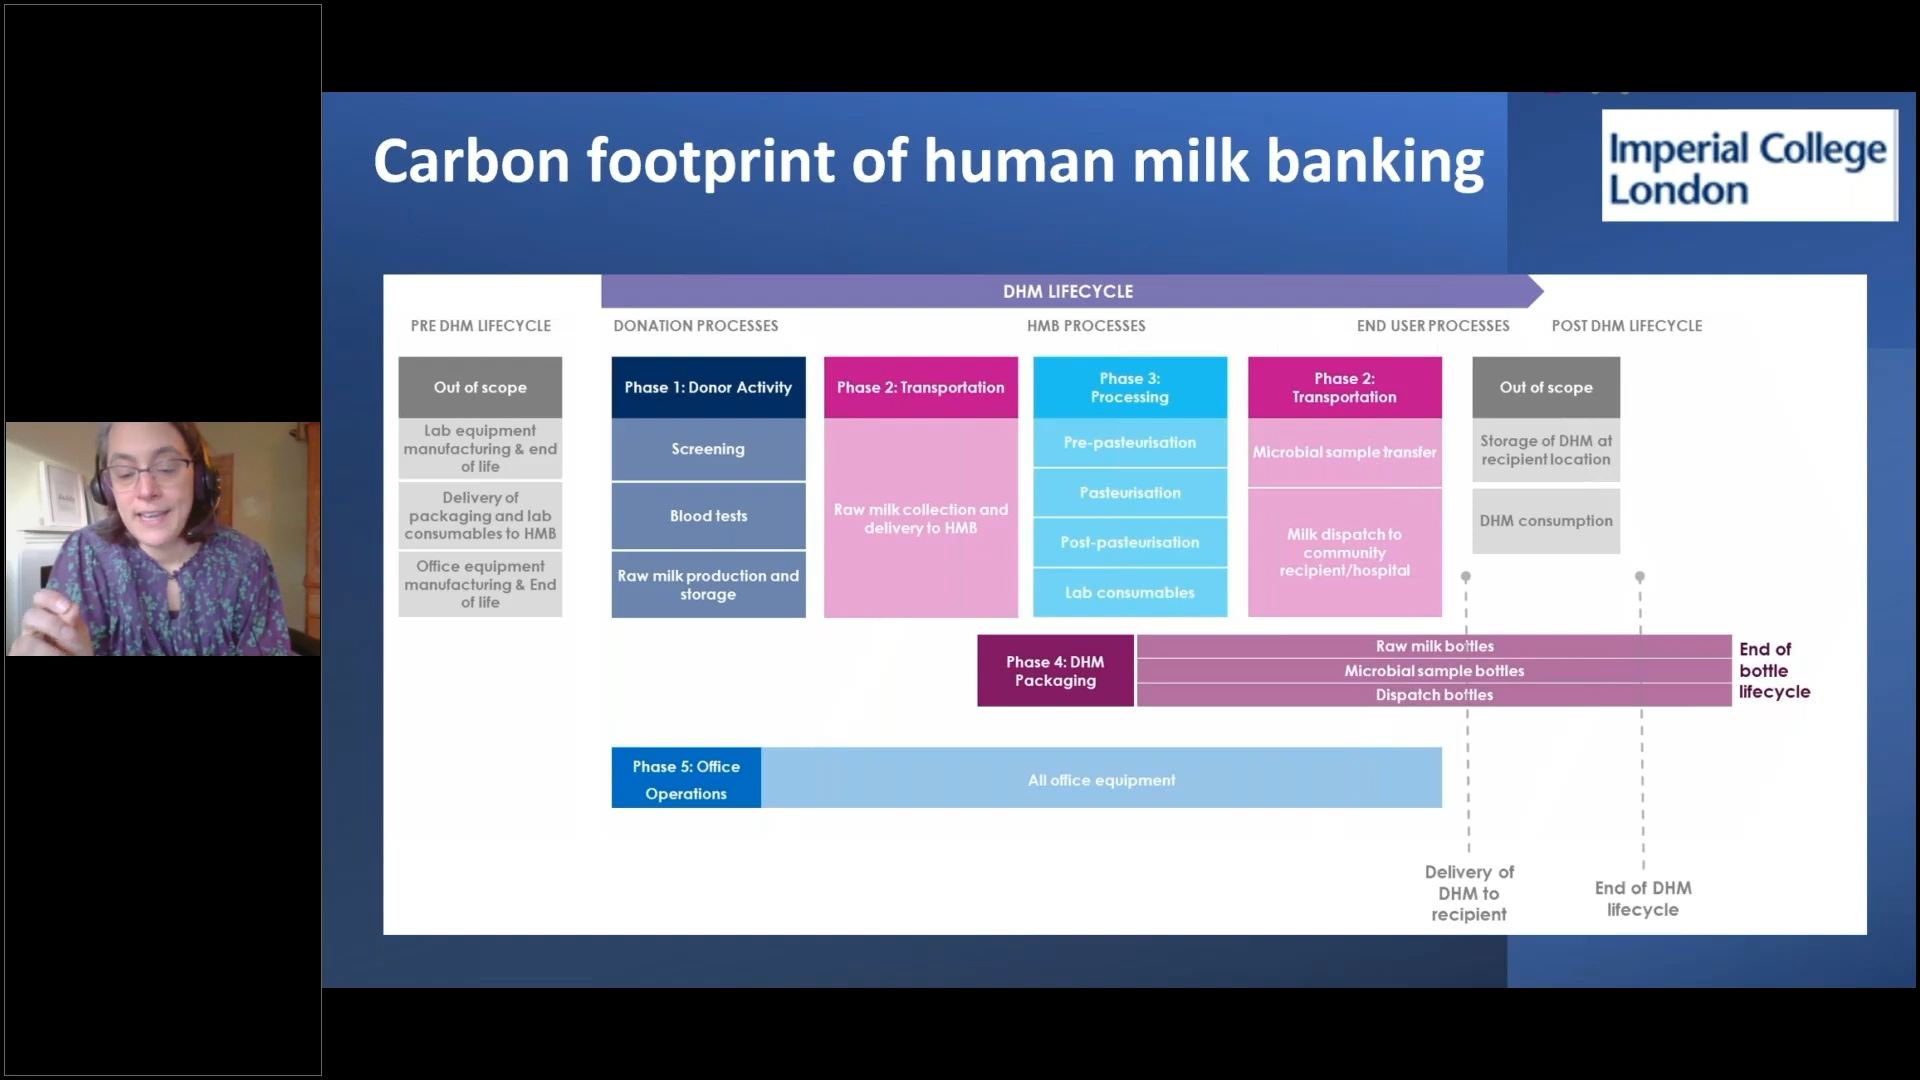 Carbon footprint of human milk banking
Imperial College
London
DHM LIFECYCLE
PRE DHM LIFECYCLE
DONATION PROCESSES
HMB PROCESSES
END USER PROCESSES
POST DHM LIFECYCLE
Out of scope
Lab equipment
manufacturing & end
of life
Delivery of
packaging and lab
consumables to HMB
Office equipment
manufacturing & End
of life
Phase 1: Donor Activity
Screening
Blood tests
Raw milk production and
storage
Phase 2: Transportation
Raw milk collection and
delivery to HMB
Phase 3:
Processing
Pre-pasteurisation
Pasteurisation
Post-pasteurisation
Lab consumables
Phase 2:
Transportation
Microbial sample transfer
Milk dispatch to
community
recipient/hospital
Out of scope
Storage of DHM at
recipient location
DHM consumption
Phase 4: DHM
Packaging
Raw milk bottles
Microbial sample bottles
Dispatch bottles
End of
bottle
lifecycle
Phase 5: Office
Operations
All office equipment
Delivery of
DHM to
recipient
End of DHM
lifecycle